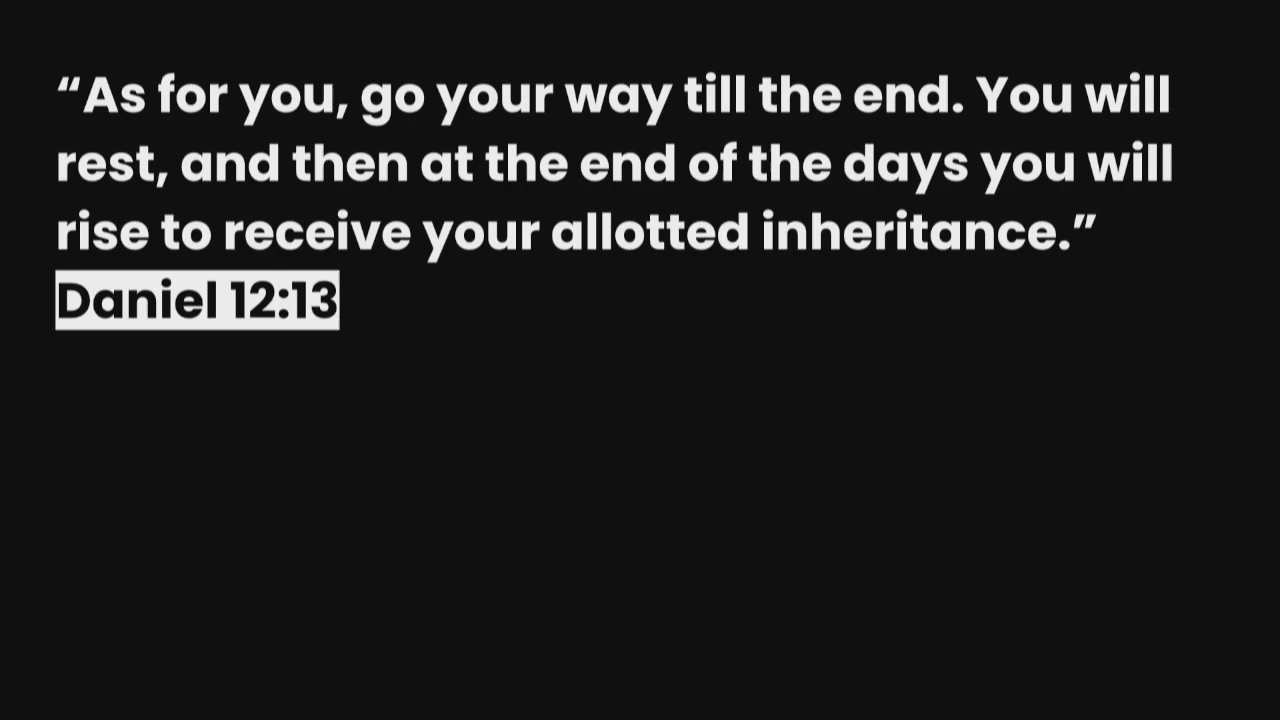 “As for you, go your way till the end. You will
rest, and then at the end of the days you will
rise to receive your allotted inheritance.”
Daniel 12:13